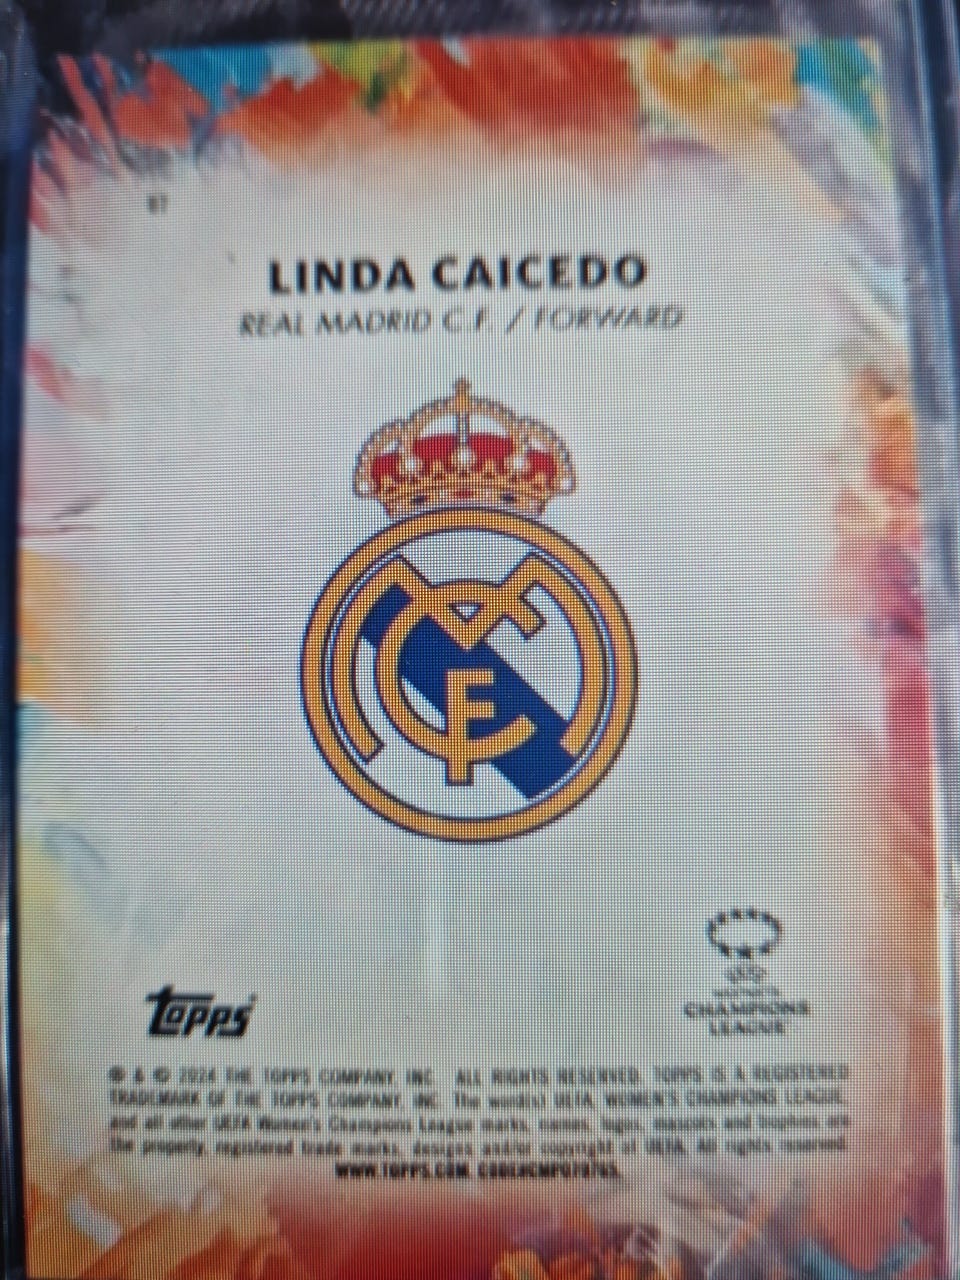 LINDA CAICEDO
REAL MADRID C.F. / FORWARD
topps
WOMEN'S
CHAMPIONS
LEAGUE
® & © 2024 THE TOPPS COMPANY, INC. ALL RIGHTS RESERVED. TOPPS IS A REGISTERED
TRADEMARK OF THE TOPPS COMPANY, INC. The word(s) UEFA, WOMEN'S CHAMPIONS LEAGUE,
and all other UEFA Women's Champions League marks, names, logos, mascots and trophies are
the property, registered trade marks, designs and/or copyright of UEFA. All rights reserved.
WWW.TOPPS.COM.